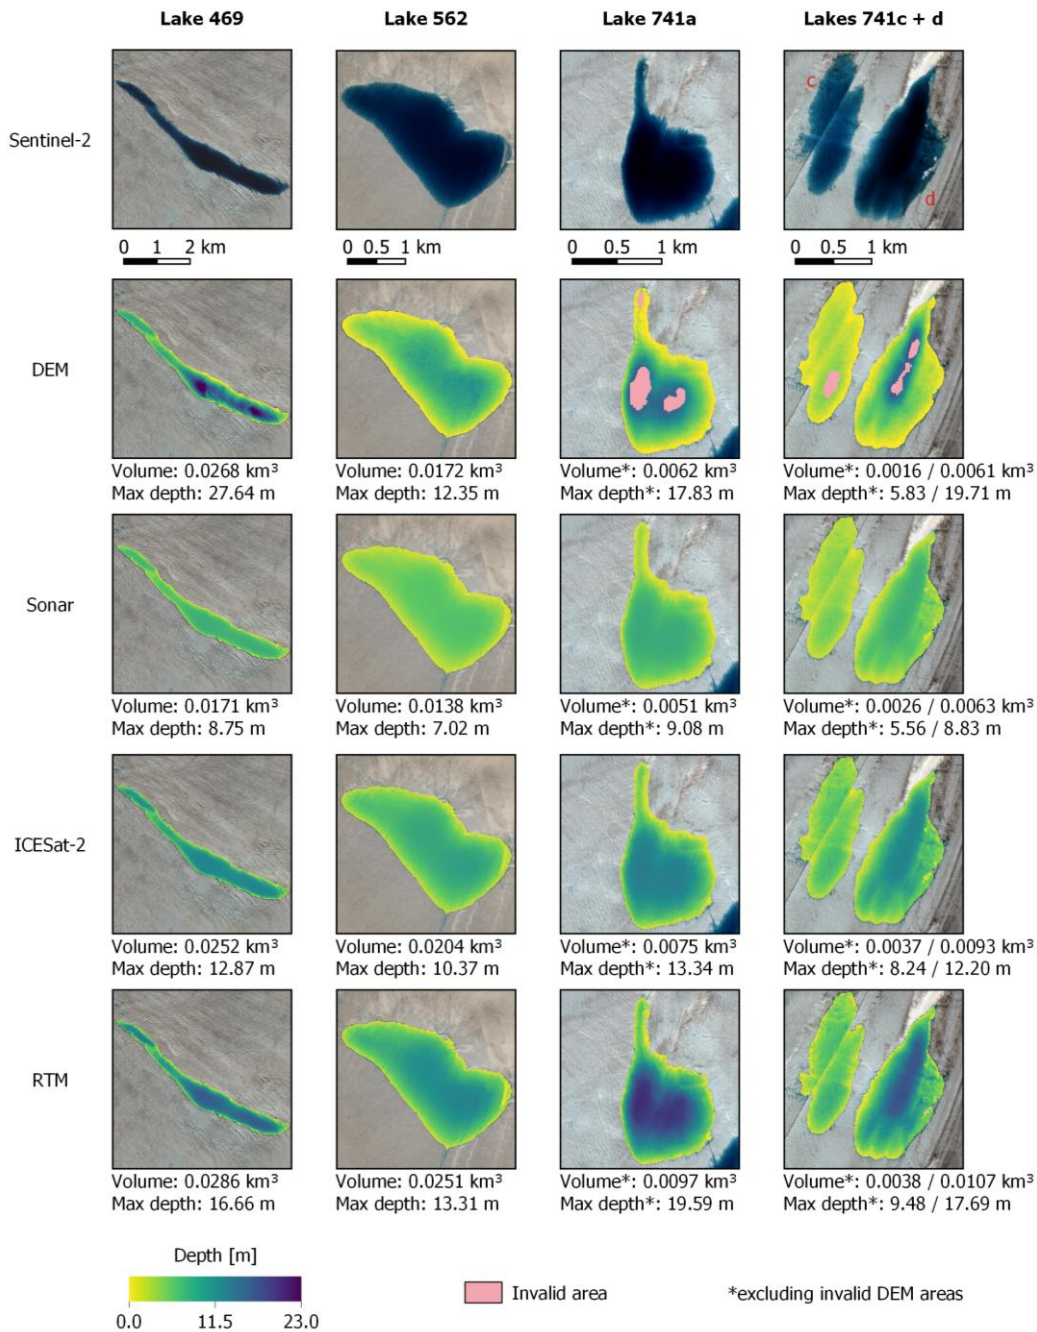 Lake 469 Lake 562 Lake 741a Lakes 741c + d
Sentinel-2
c
d
0 1 2 km 0 0.5 1 km 0 0.5 1 km 0 0.5 1 km
DEM
Volume: 0.0268 km³ Volume: 0.0172 km³ Volume*: 0.0062 km³ Volume*: 0.0016 / 0.0061 km³
Max depth: 27.64 m Max depth: 12.35 m Max depth*: 17.83 m Max depth*: 5.83 / 19.71 m
Sonar
Volume: 0.0171 km³ Volume: 0.0138 km³ Volume*: 0.0051 km³ Volume*: 0.0026 / 0.0063 km³
Max depth: 8.75 m Max depth: 7.02 m Max depth*: 9.08 m Max depth*: 5.56 / 8.83 m
ICESat-2
Volume: 0.0252 km³ Volume: 0.0204 km³ Volume*: 0.0075 km³ Volume*: 0.0037 / 0.0093 km³
Max depth: 12.87 m Max depth: 10.37 m Max depth*: 13.34 m Max depth*: 8.24 / 12.20 m
RTM
Volume: 0.0286 km³ Volume: 0.0251 km³ Volume*: 0.0097 km³ Volume*: 0.0038 / 0.0107 km³
Max depth: 16.66 m Max depth: 13.31 m Max depth*: 19.59 m Max depth*: 9.48 / 17.69 m
Depth [m]
Invalid area *excluding invalid DEM areas
0.0 11.5 23.0